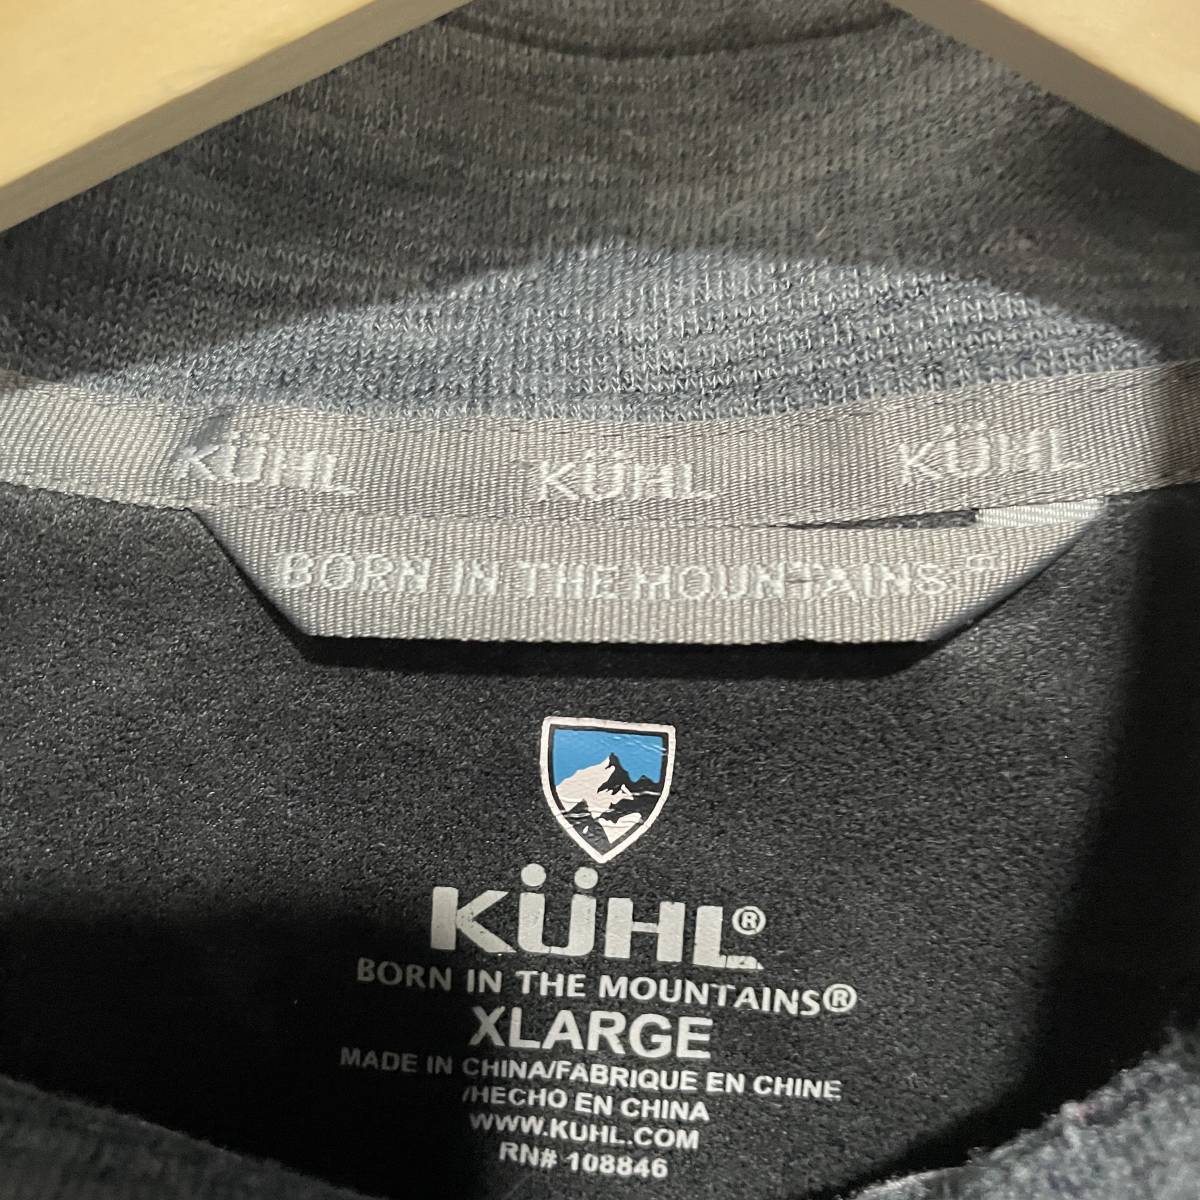 KÜHL KÜHL KÜHL
BORN IN THE MOUNTAINS®
KÜHL®
BORN IN THE MOUNTAINS®
XLARGE
MADE IN CHINA/FABRIQUE EN CHINE
/HECHO EN CHINA
WWW.KUHL.COM
RN# 108846